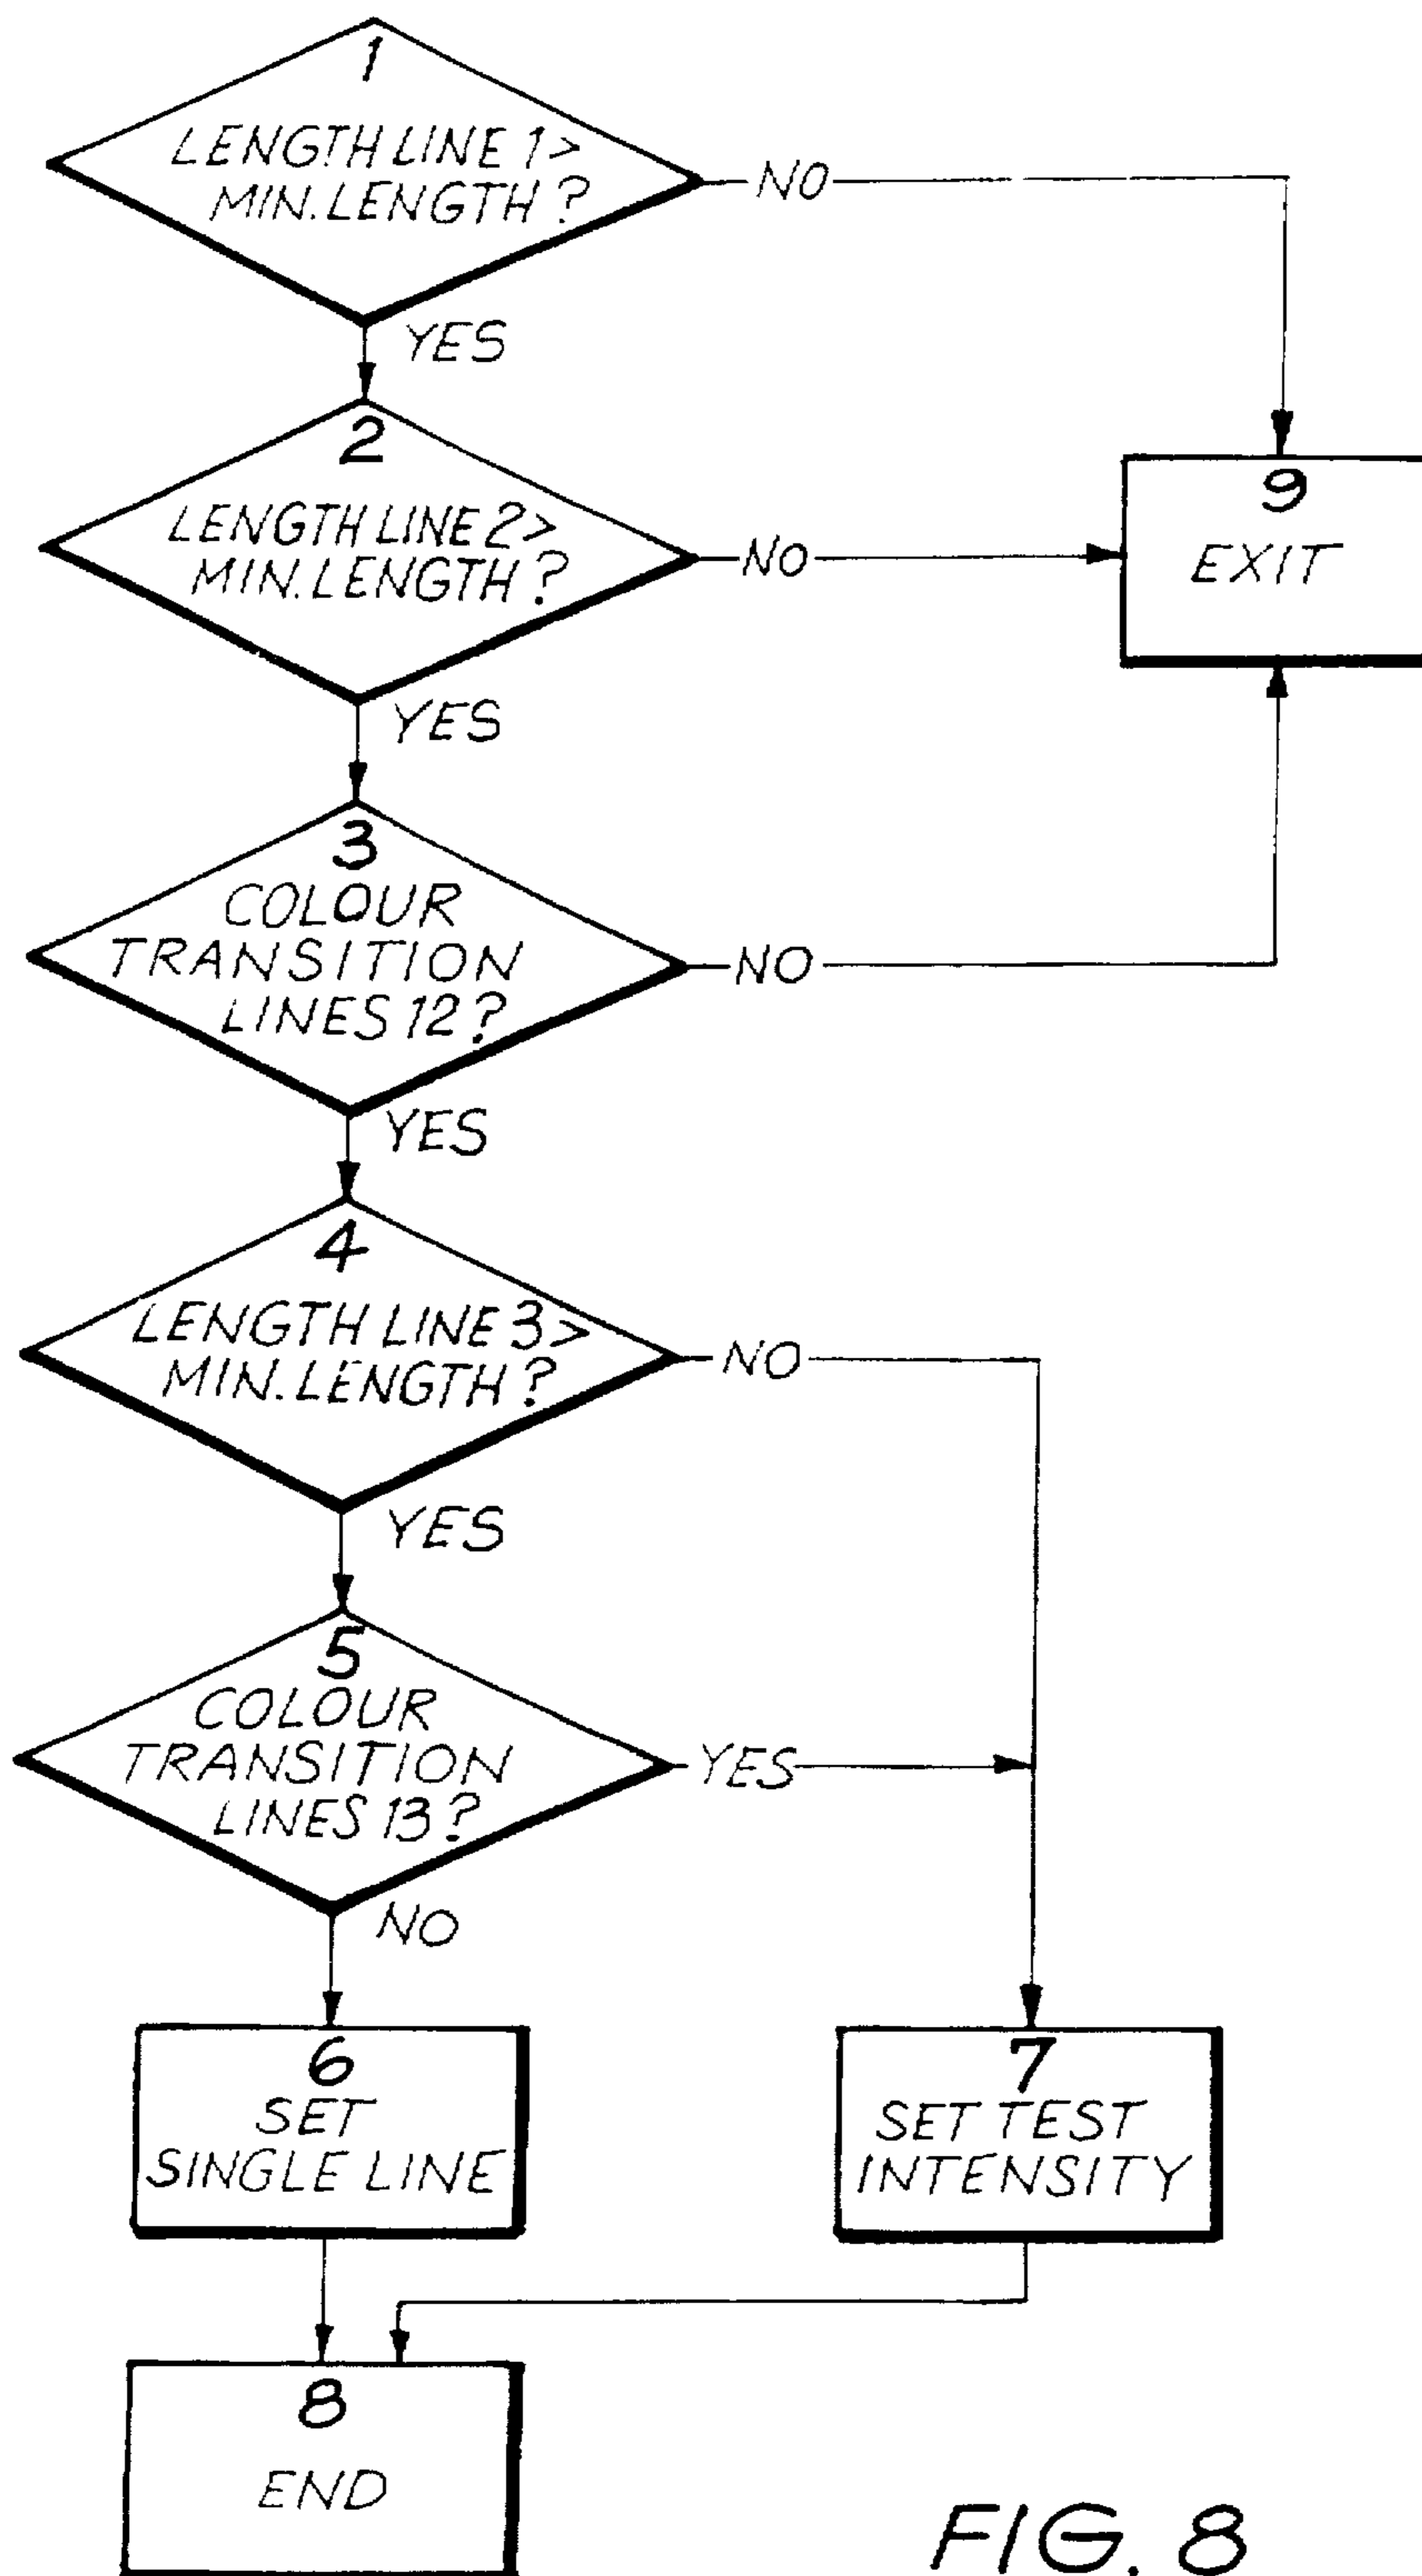 1
LENGTH LINE 1>
MIN. LENGTH?
NO
YES
2
LENGTH LINE 2>
MIN. LENGTH?
NO
9
EXIT
YES
3
COLOUR
TRANSITION
LINES 12?
NO
YES
4
LENGTH LINE 3>
MIN. LENGTH?
NO
YES
5
COLOUR
TRANSITION
LINES 13?
YES
NO
6
SET
SINGLE LINE
7
SET TEST
INTENSITY
8
END
FIG. 8